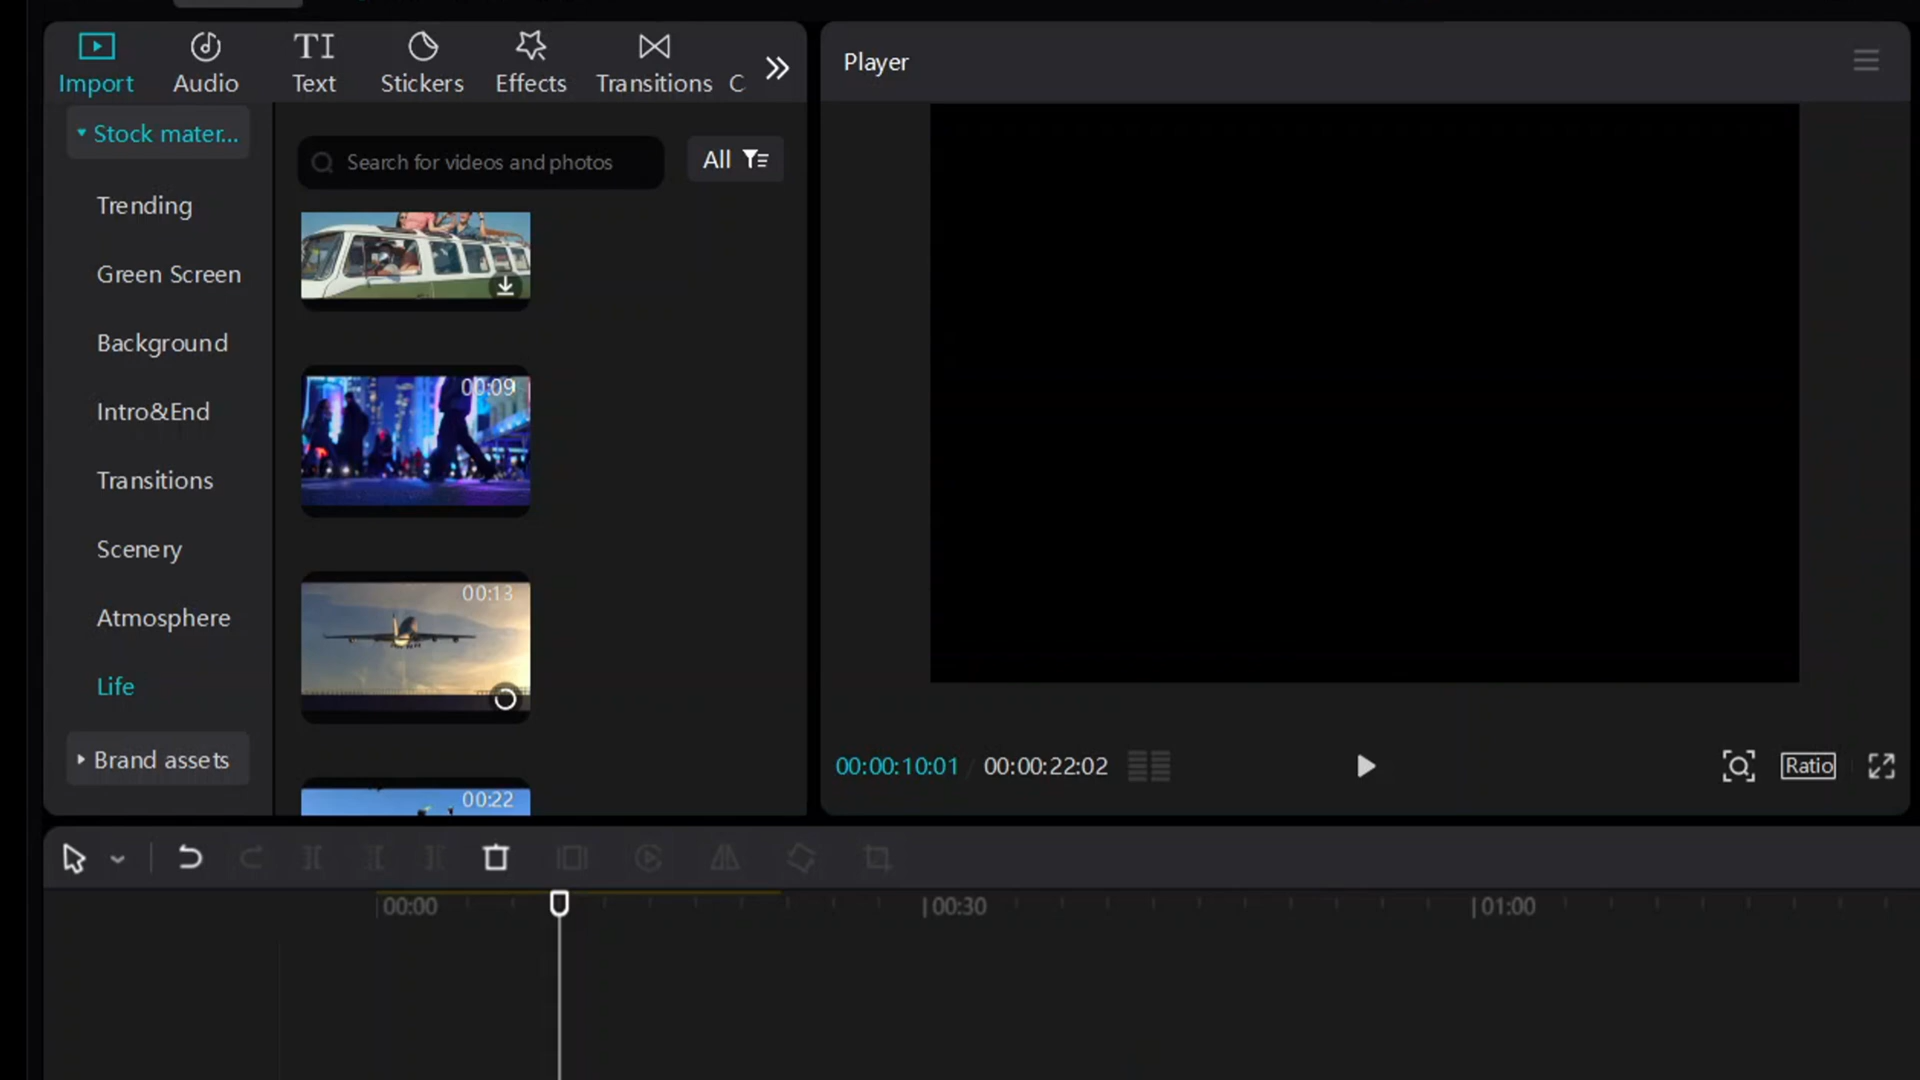 Import
Audio
Text
Stickers
Effects
Transitions
C
Stock mater...
Trending
Green Screen
Background
Intro&End
Transitions
Scenery
Atmosphere
Life
Brand assets
Search for videos and photos
All
00:09
00:13
00:22
Player
00:00:10:01 / 00:00:22:02
Ratio
00:00
00:30
01:00